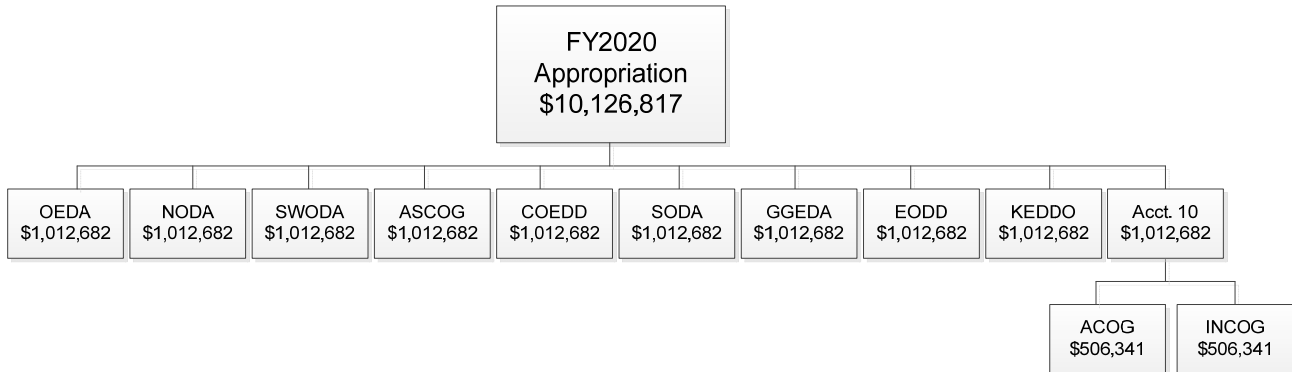 FY2020
Appropriation
$10,126,817
OEDA
$1,012,682
NODA
$1,012,682
SWODA
$1,012,682
ASCOG
$1,012,682
COEDD
$1,012,682
SODA
$1,012,682
GGEDA
$1,012,682
EODD
$1,012,682
KEDDO
$1,012,682
Acct. 10
$1,012,682
ACOG
$506,341
INCOG
$506,341